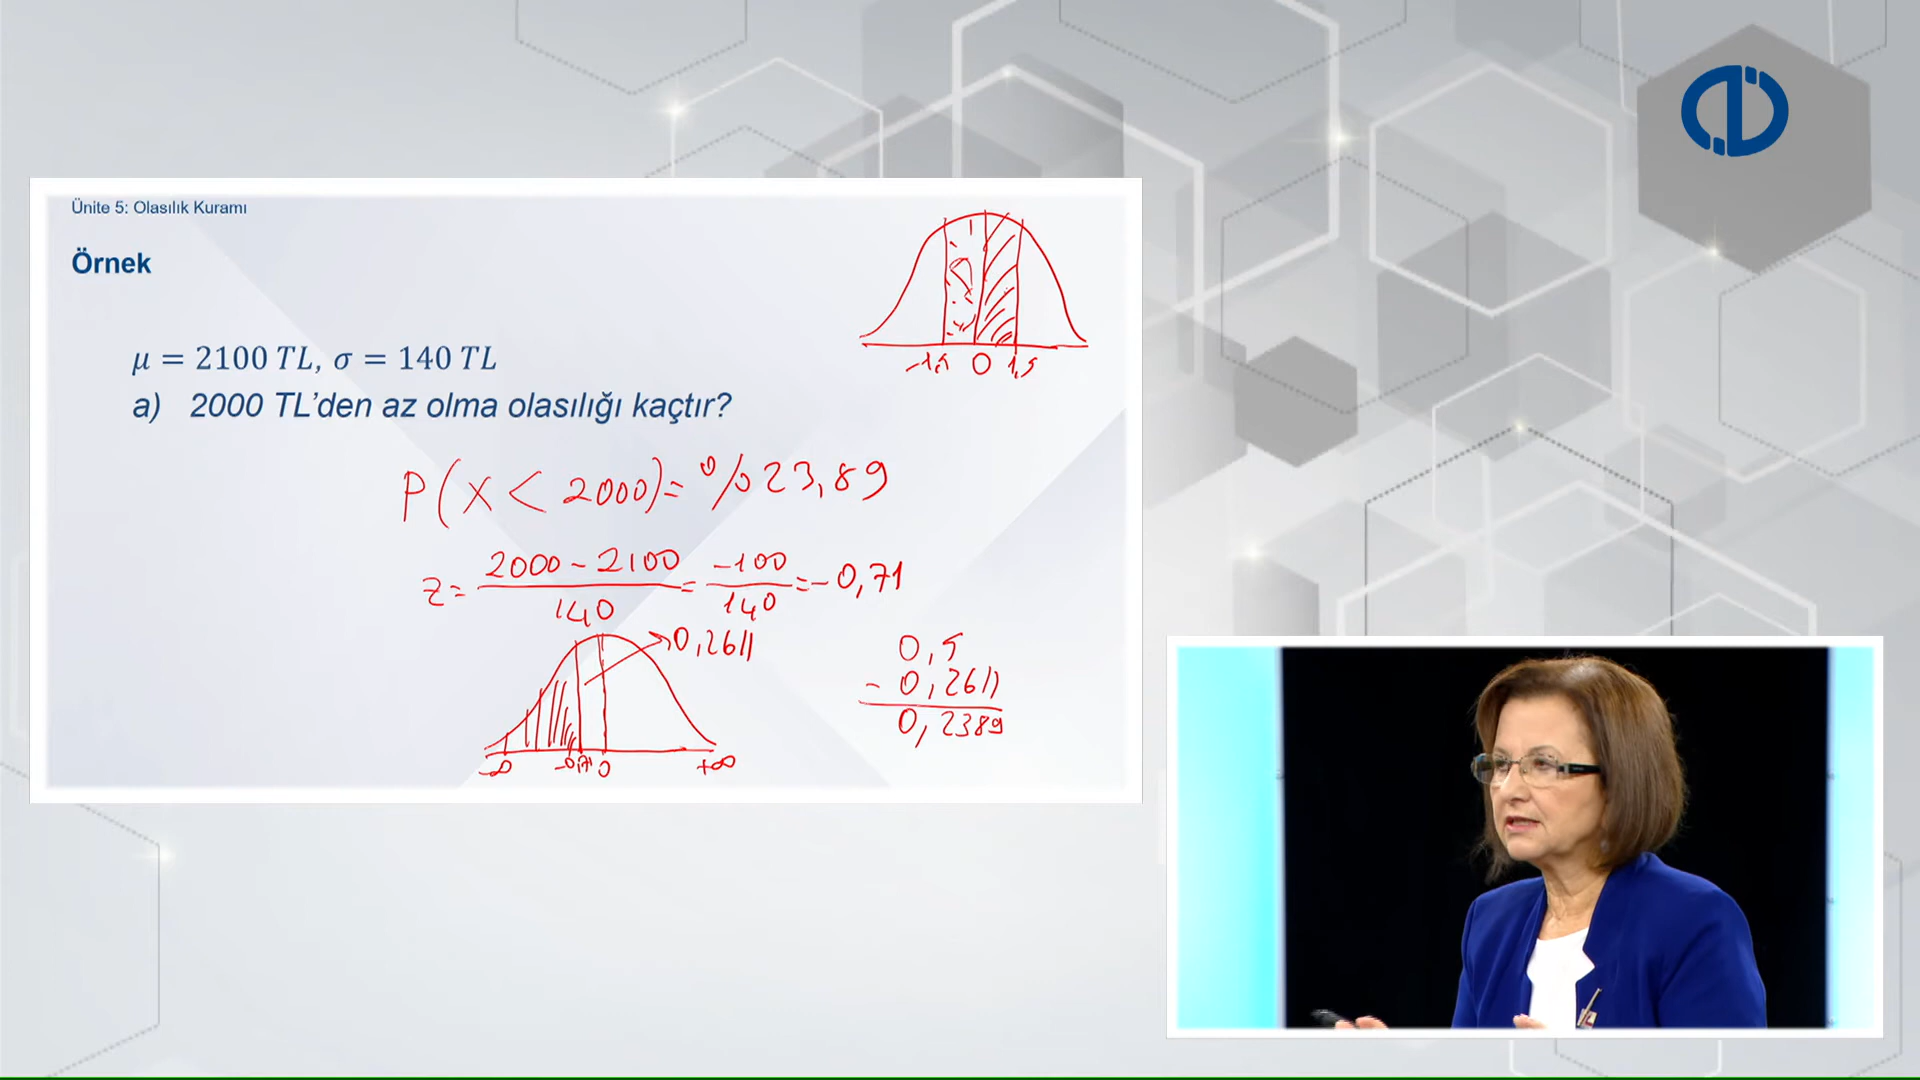 Ünite 5: Olasılık Kuramı
Örnek
-1,5 0 1,5
μ = 2100 TL, σ = 140 TL
a) 2000 TL’den az olma olasılığı kaçtır?
P(X < 2000) = %23,89
z = 2000 - 2100 / 140 = -100 / 140 = -0,71
0,2611
-∞ -0,71 0 +∞
0,5
- 0,2611
0,2389